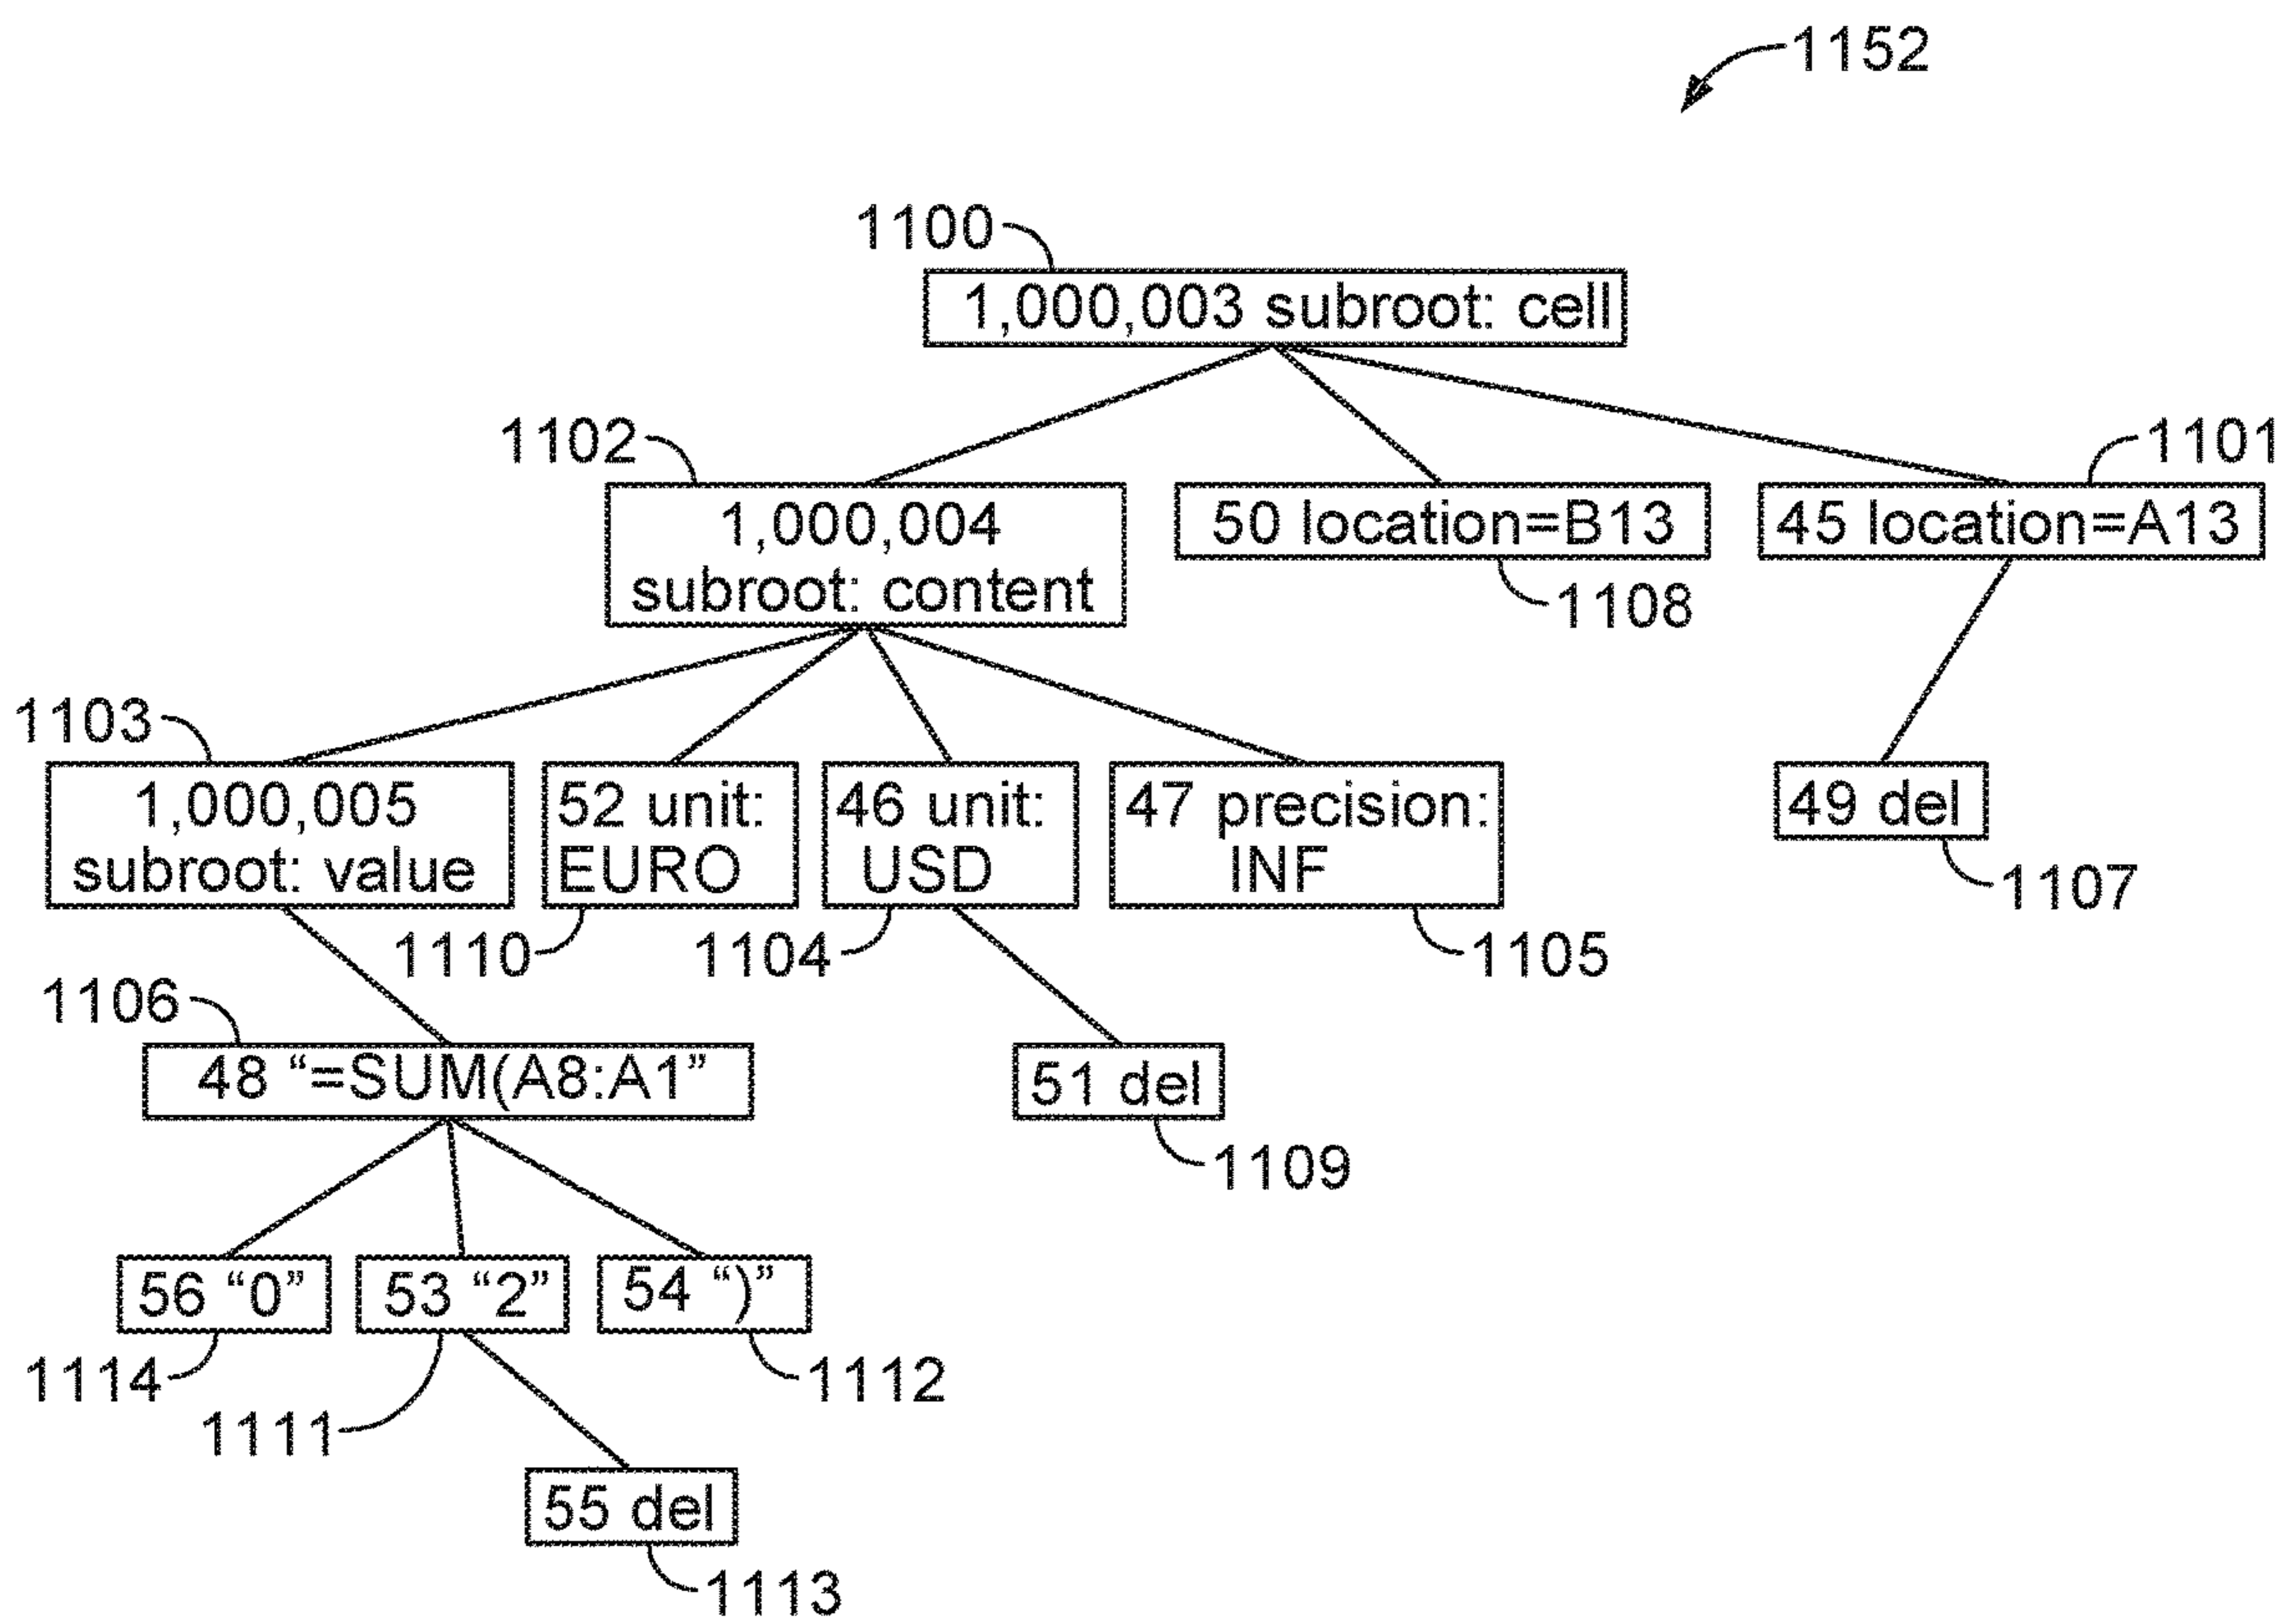 1152
1100
1,000,003 subroot: cell
1102
1101
1,000,004
subroot: content
50 location=B13
45 location=A13
1108
1103
1,000,005
subroot: value
52 unit:
EURO
46 unit:
USD
47 precision:
INF
49 del
1107
1110
1104
1105
1106
48 “=SUM(A8:A1”
51 del
1109
56 “0”
53 “2”
54 “)”
1114
1112
1111
55 del
1113